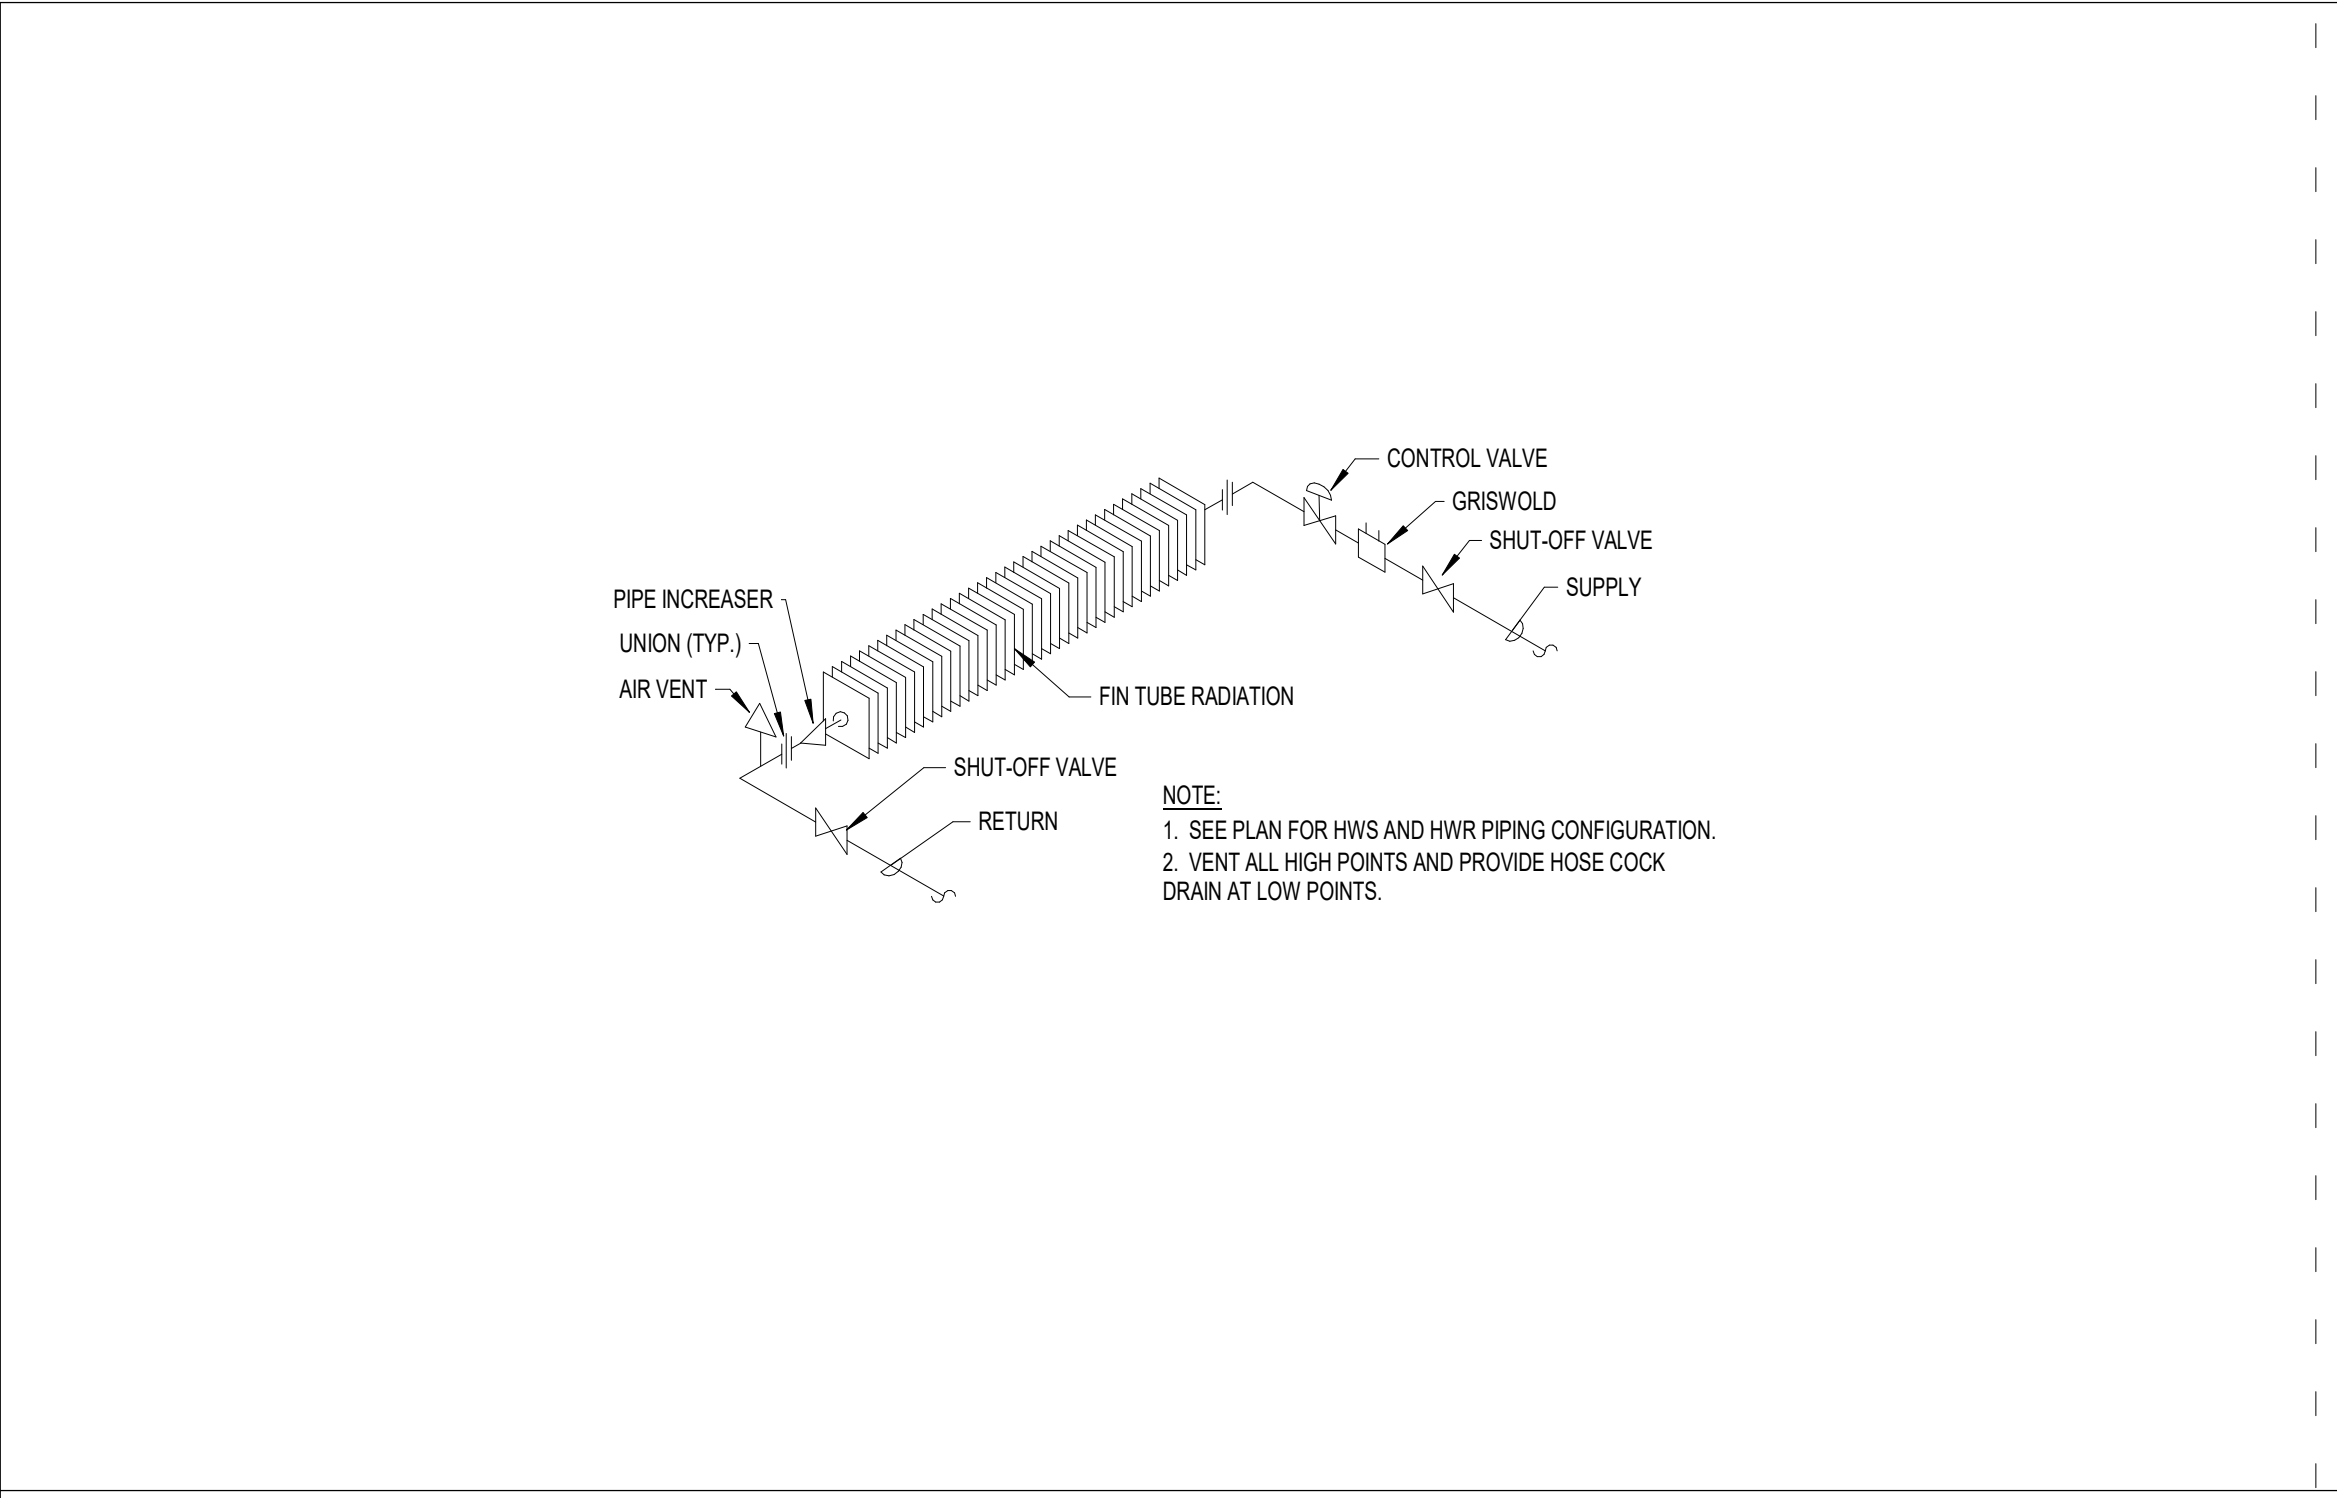 CONTROL VALVE
GRISWOLD
SHUT-OFF VALVE
SUPPLY
PIPE INCREASER
UNION (TYP.)
AIR VENT
FIN TUBE RADIATION
SHUT-OFF VALVE
RETURN
NOTE:
1. SEE PLAN FOR HWS AND HWR PIPING CONFIGURATION.
2. VENT ALL HIGH POINTS AND PROVIDE HOSE COCK
DRAIN AT LOW POINTS.